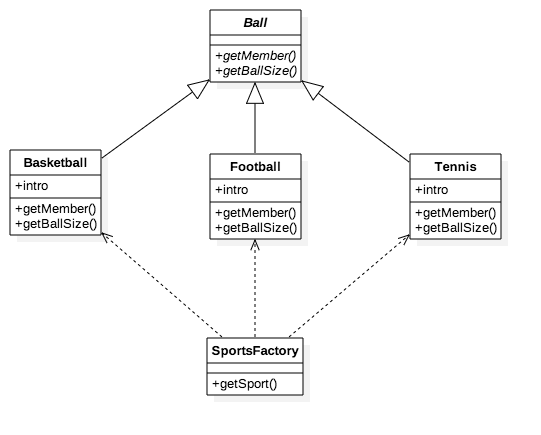 Ball
+getMember()
+getBallSize()
Basketball
+intro
+getMember()
+getBallSize()
Football
+intro
+getMember()
+getBallSize()
Tennis
+intro
+getMember()
+getBallSize()
SportsFactory
+getSport()